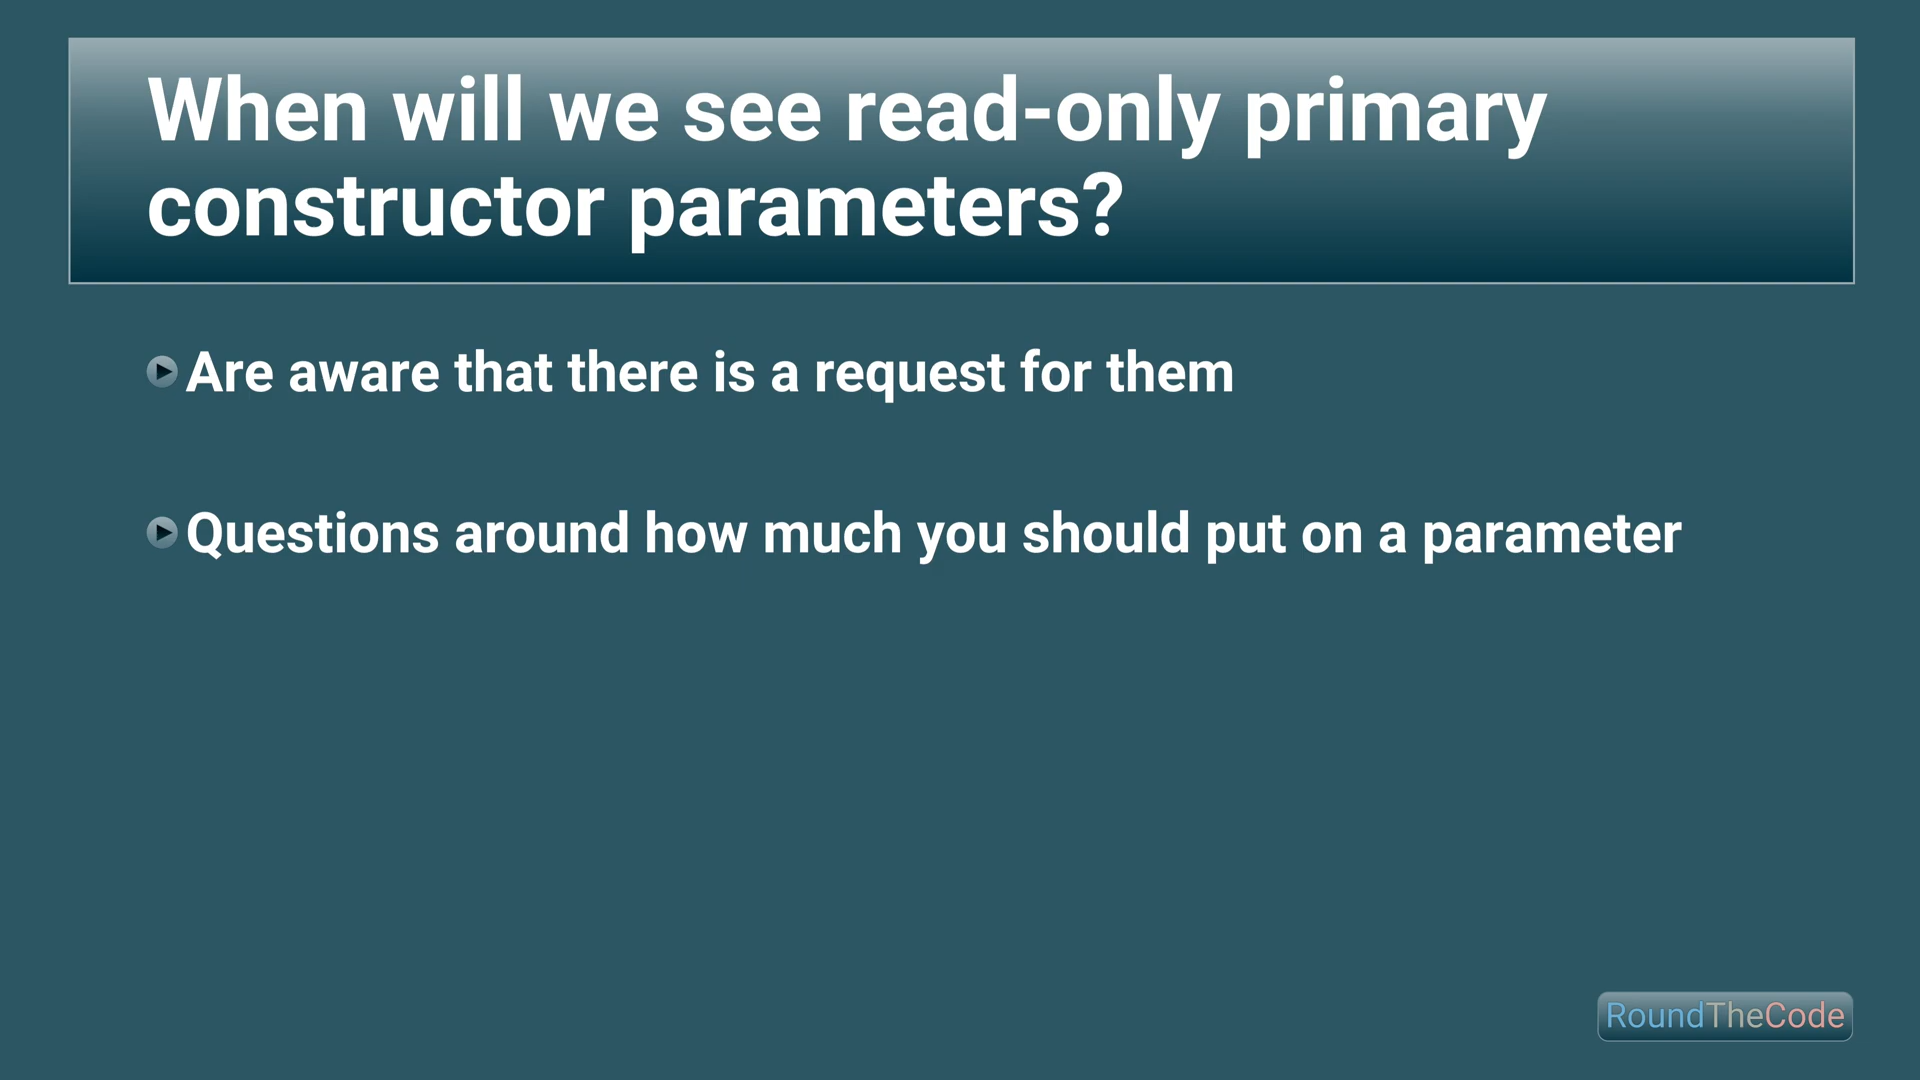 When will we see read-only primary
constructor parameters?
Are aware that there is a request for them
Questions around how much you should put on a parameter
RoundTheCode